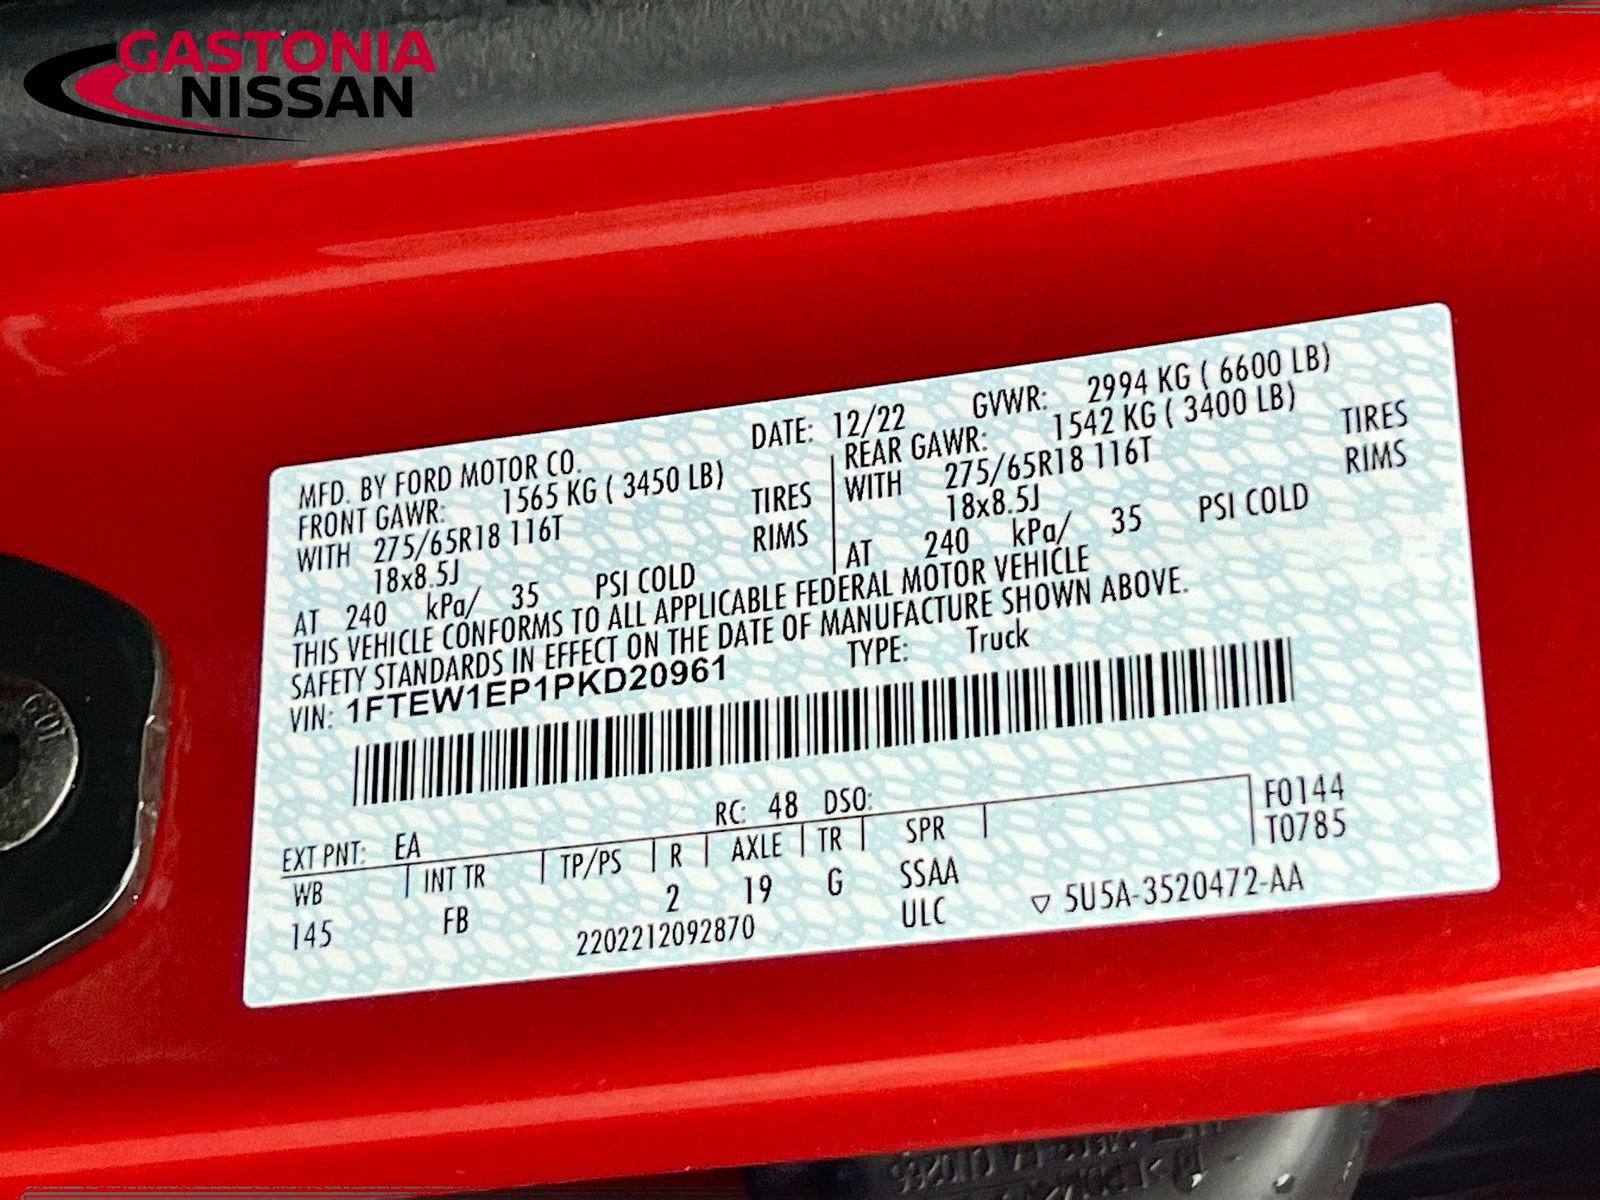 GASTONIA
NISSAN
MFD. BY FORD MOTOR CO. DATE: 12/22 GVWR: 2994 KG ( 6600 LB)
FRONT GAWR: 1565 KG ( 3450 LB) REAR GAWR: 1542 KG ( 3400 LB)
WITH 275/65R18 116T TIRES WITH 275/65R18 116T TIRES
18x8.5J RIMS 18x8.5J RIMS
AT 240 kPa/ 35 PSI COLD AT 240 kPa/ 35 PSI COLD
THIS VEHICLE CONFORMS TO ALL APPLICABLE FEDERAL MOTOR VEHICLE
SAFETY STANDARDS IN EFFECT ON THE DATE OF MANUFACTURE SHOWN ABOVE.
VIN: 1FTEW1EP1PKD20961 TYPE: Truck
EXT PNT: EA RC: 48 DSO: F0144
WB INT TR TP/PS R AXLE TR SPR T0785
145 FB 2 19 G SSAA
2202212092870 ULC ▽ 5U5A-3520472-AA